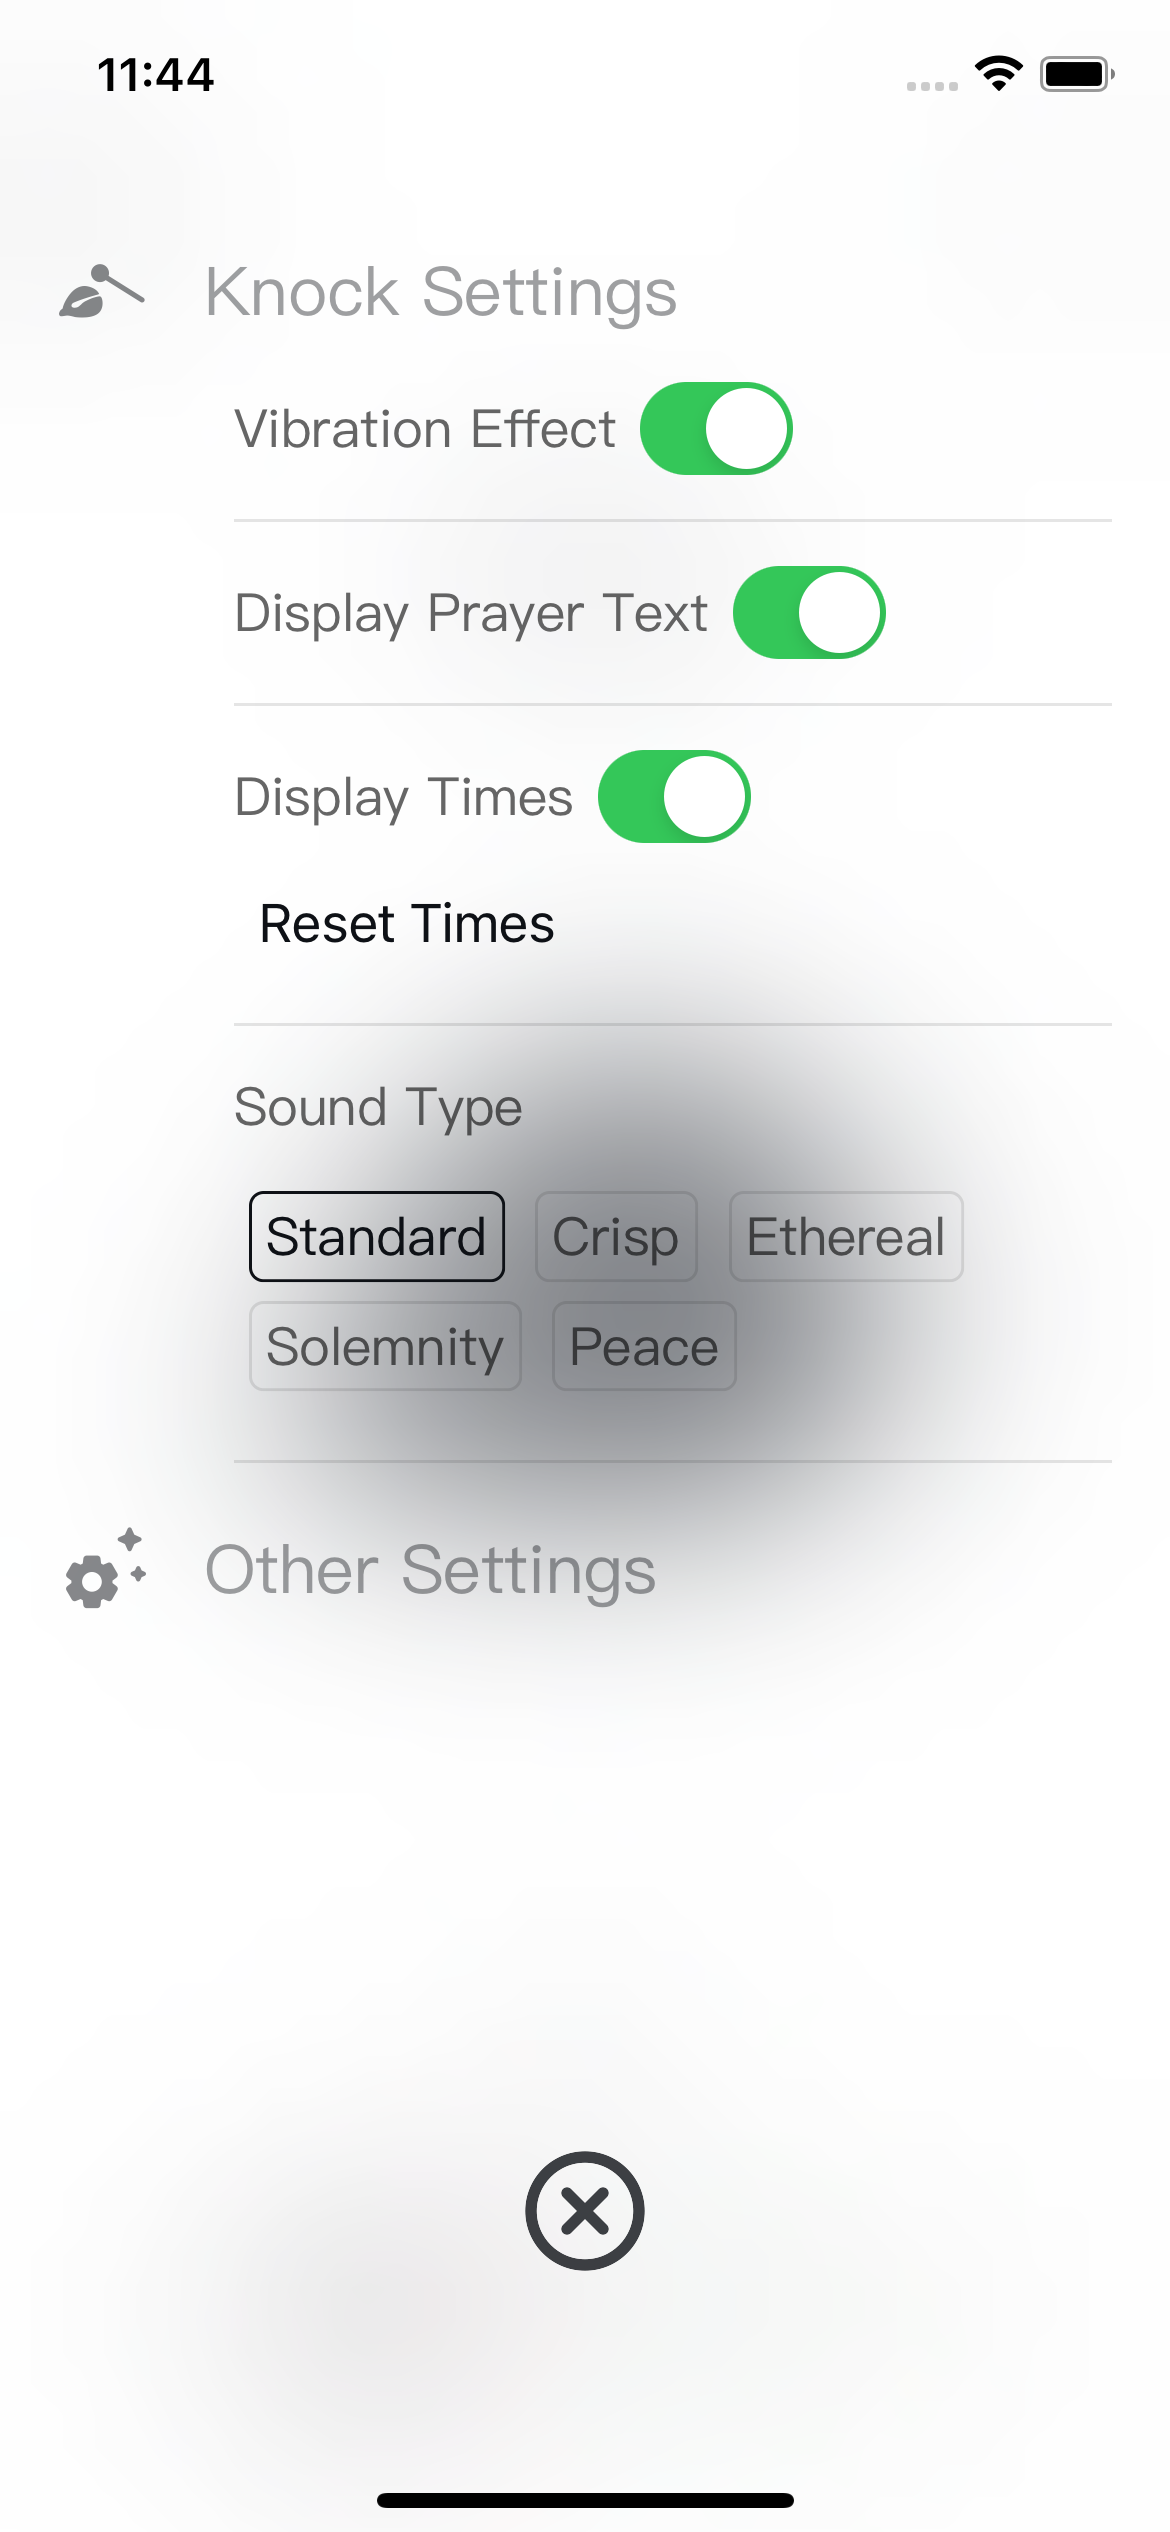 11:44
Knock Settings
Vibration Effect
Display Prayer Text
Display Times
Reset Times
Sound Type
Standard Crisp Ethereal
Solemnity Peace
Other Settings